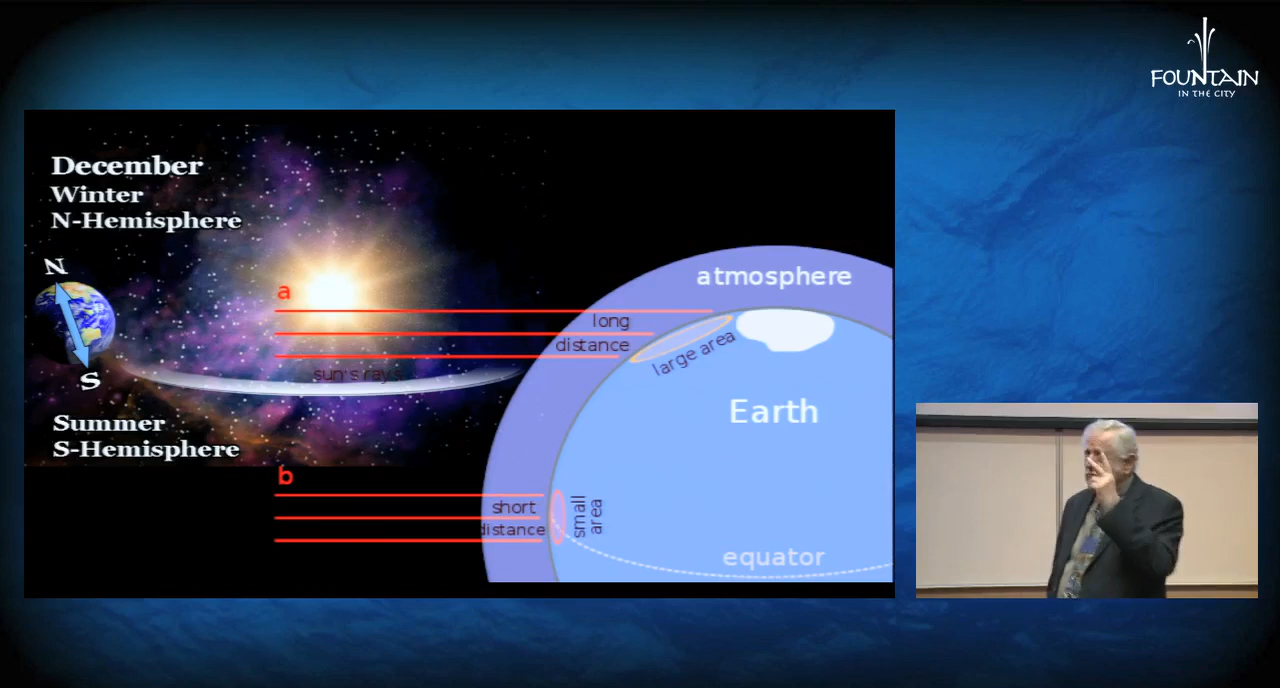 FOUNTAIN
IN THE CITY
December
Winter
N-Hemisphere
N
S
Summer
S-Hemisphere
a
long
distance
sun's rays
large area
atmosphere
Earth
b
short
distance
small
area
equator